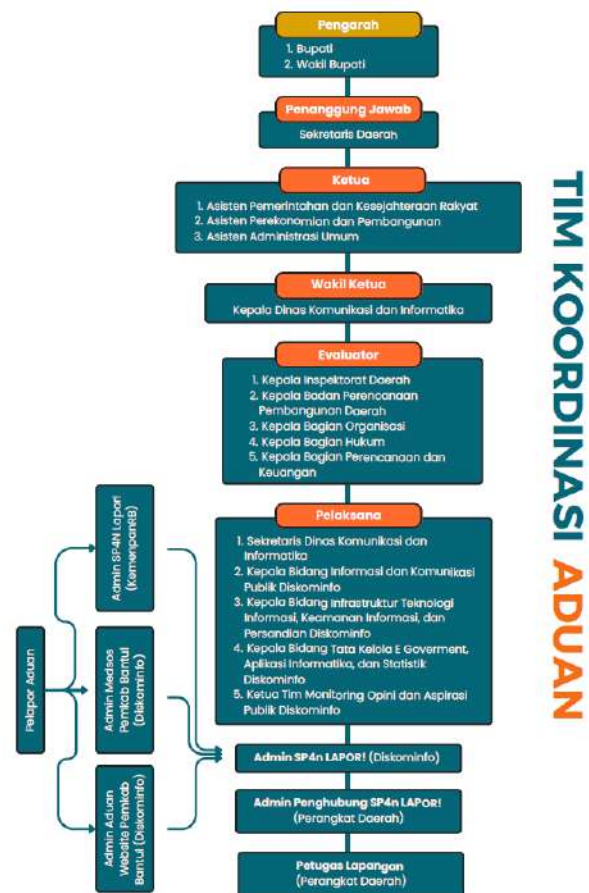 Pengarah
1. Bupati
2. Wakil Bupati
Penanggung Jawab
Sekretaris Daerah
Ketua
1. Asisten Pemerintahan dan Kesejahteraan Rakyat
2. Asisten Perekonomian dan Pembangunan
3. Asisten Administrasi Umum
Wakil Ketua
Kepala Dinas Komunikasi dan Informatika
Evaluator
1. Kepala Inspektorat Daerah
2. Kepala Badan Perencanaan
Pembangunan Daerah
3. Kepala Bagian Organisasi
4. Kepala Bagian Hukum
5. Kepala Bagian Perencanaan dan
Keuangan
Pelaksana
1. Sekretaris Dinas Komunikasi dan
Informatika
2. Kepala Bidang Informasi dan Komunikasi
Publik Diskominfo
3. Kepala Bidang Infrastruktur Teknologi
Informasi, Keamanan Informasi, dan
Persandian Diskominfo
4. Kepala Bidang Tata Kelola E Goverment,
Aplikasi Informatika, dan Statistik
Diskominfo
5. Ketua Tim Monitoring Opini dan Aspirasi
Publik Diskominfo
Admin SP4n LAPOR! (Diskominfo)
Admin Penghubung SP4n LAPOR!
(Perangkat Daerah)
Petugas Lapangan
(Perangkat Daerah)
Pelapor Aduan
Admin SP4N Lapor!
(KemenpanRB)
Admin Medsos
Pemkab Bantul
(Diskominfo)
Admin Aduan
Website Pemkab
Bantul (Diskominfo)
TIM KOORDINASI ADUAN